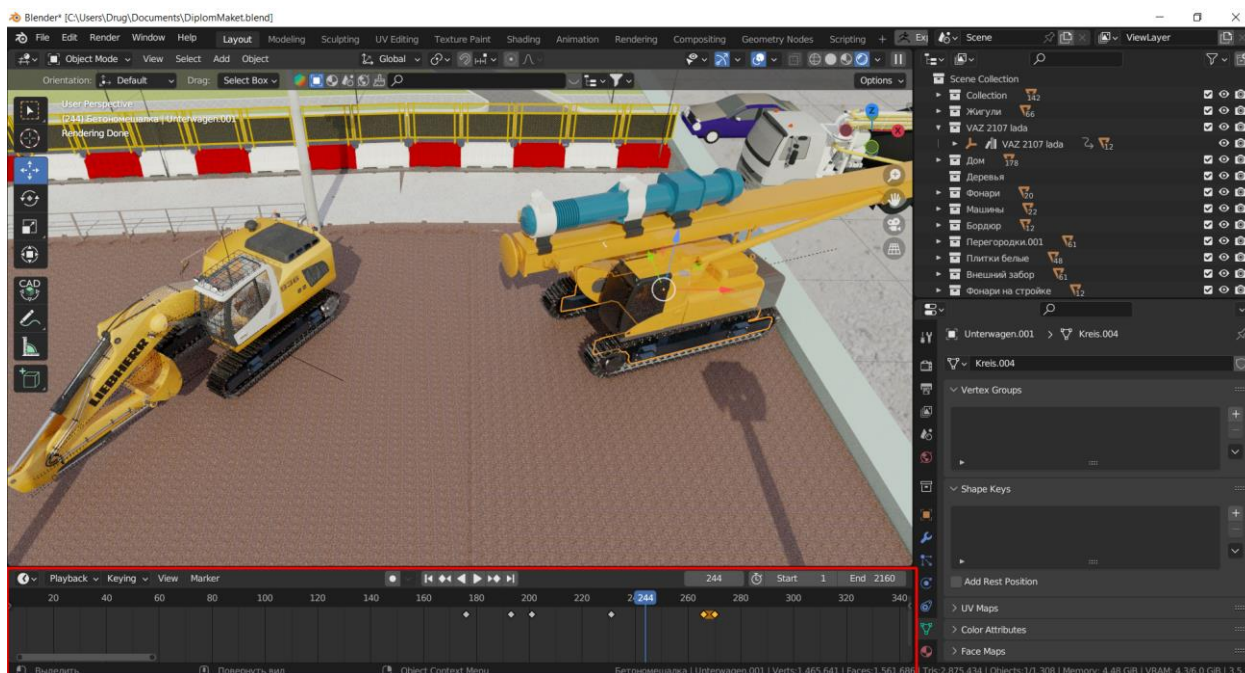 Blender* [C:\Users\Drug\Documents\DiplomMaket.blend]
File Edit Render Window Help Layout Modeling Sculpting UV Editing Texture Paint Shading Animation Rendering Compositing Geometry Nodes Scripting + Scene ViewLayer
Object Mode View Select Add Object Global
Orientation: Default Drag: Select Box Options
User Perspective
(244) Бетономешалка | Unterwagen.001
Rendering Done
Z
X
CAD
LIEBHERR
Scene Collection
Collection 142
Жигули 66
VAZ 2107 lada
VAZ 2107 lada 12
Дом 178
Деревья
Фонари 20
Машины 22
Бордюр 12
Перегородки.001 61
Плитки белые 48
Внешний забор 61
Фонари на стройке 12
Unterwagen.001 > Kreis.004
Kreis.004
Vertex Groups
Shape Keys
Add Rest Position
UV Maps
Color Attributes
Face Maps
Playback Keying View Marker 244 Start 1 End 2160
20 40 60 80 100 120 140 160 180 200 220 244 260 280 300 320 340
Выделить Повернуть вид Object Context Menu Бетономешалка | Unterwagen.001 | Verts:1,465,641 | Faces:1,561,686 | Tris:2,875,434 | Objects:1/1,308 | Memory: 4.48 GiB | VRAM: 4.3/6.0 GiB | 3.5